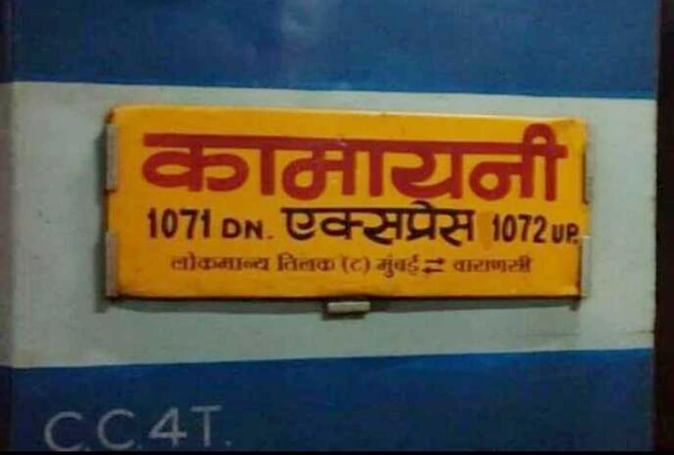 कामायनी
1071 DN. एक्सप्रेस 1072 UP.
लोकमान्य तिलक (ट) मुंबई ⇄ वाराणसी
C.C.4T.